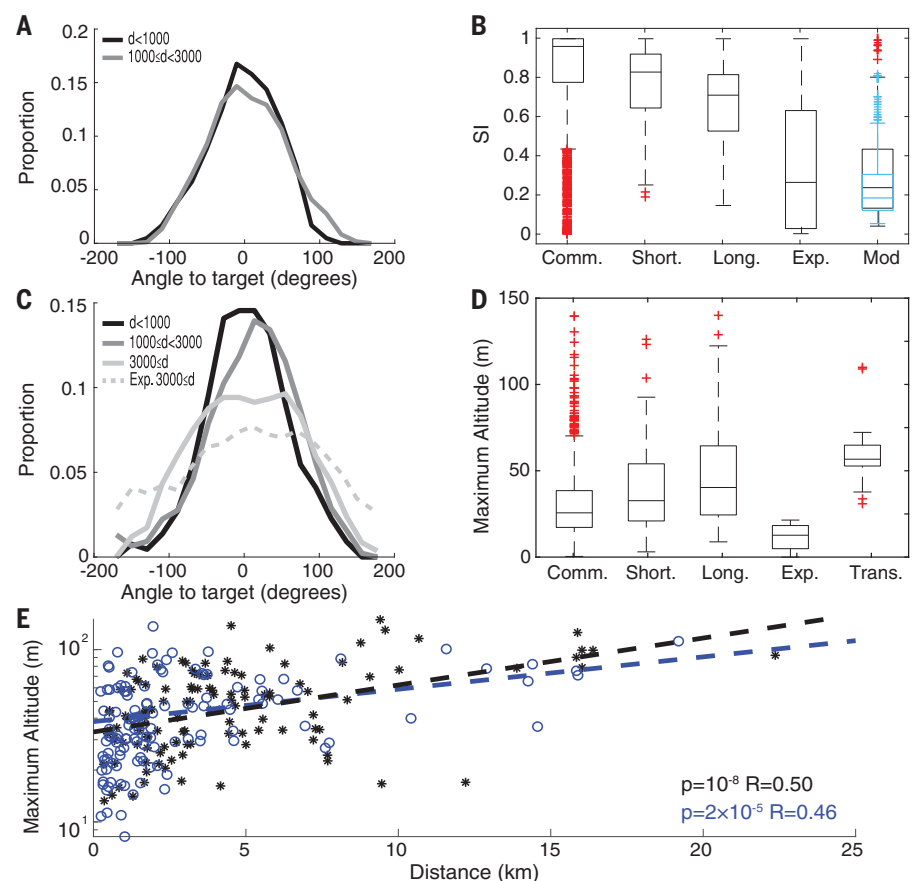 A
0.2
0.15
0.1
0.05
0
Proportion
d<1000
1000≤d<3000
-200
-100
0
100
200
Angle to target (degrees)
B
1
0.8
0.6
0.4
0.2
0
SI
Comm.
Short.
Long.
Exp.
Mod
C
0.15
0.1
0.05
0
Proportion
d<1000
1000≤d<3000
3000≤d
Exp. 3000≤d
-200
-100
0
100
200
Angle to target (degrees)
D
150
100
50
0
Maximum Altitude (m)
Comm.
Short.
Long.
Exp.
Trans.
E
10²
10¹
Maximum Altitude (m)
p=10⁻⁸ R=0.50
p=2×10⁻⁵ R=0.46
0
5
10
15
20
25
Distance (km)